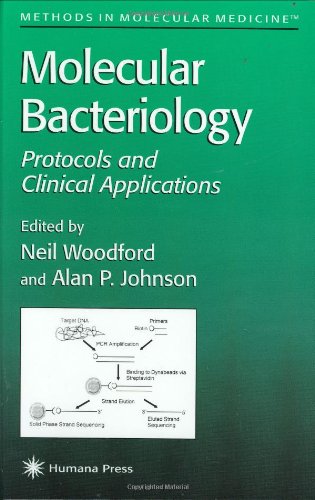 METHODS IN MOLECULAR MEDICINE™
Molecular
Bacteriology
Protocols and
Clinical Applications
Edited by
Neil Woodford
and Alan P. Johnson
Target DNA
Primers
Biotin
PCR Amplification
Binding to Dynabeads via
Streptavidin
Strand Elution
3'
5'
Solid Phase Strand Sequencing
Eluted Strand
Sequencing
Humana Press